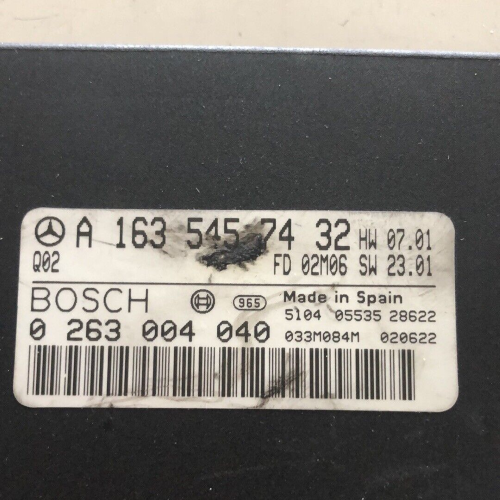 A 163 545 74 32 HW 07.01
Q02 FD 02M06 SW 23.01
BOSCH 965 Made in Spain
5104 05535 28622
0 263 004 040 033M084M 020622